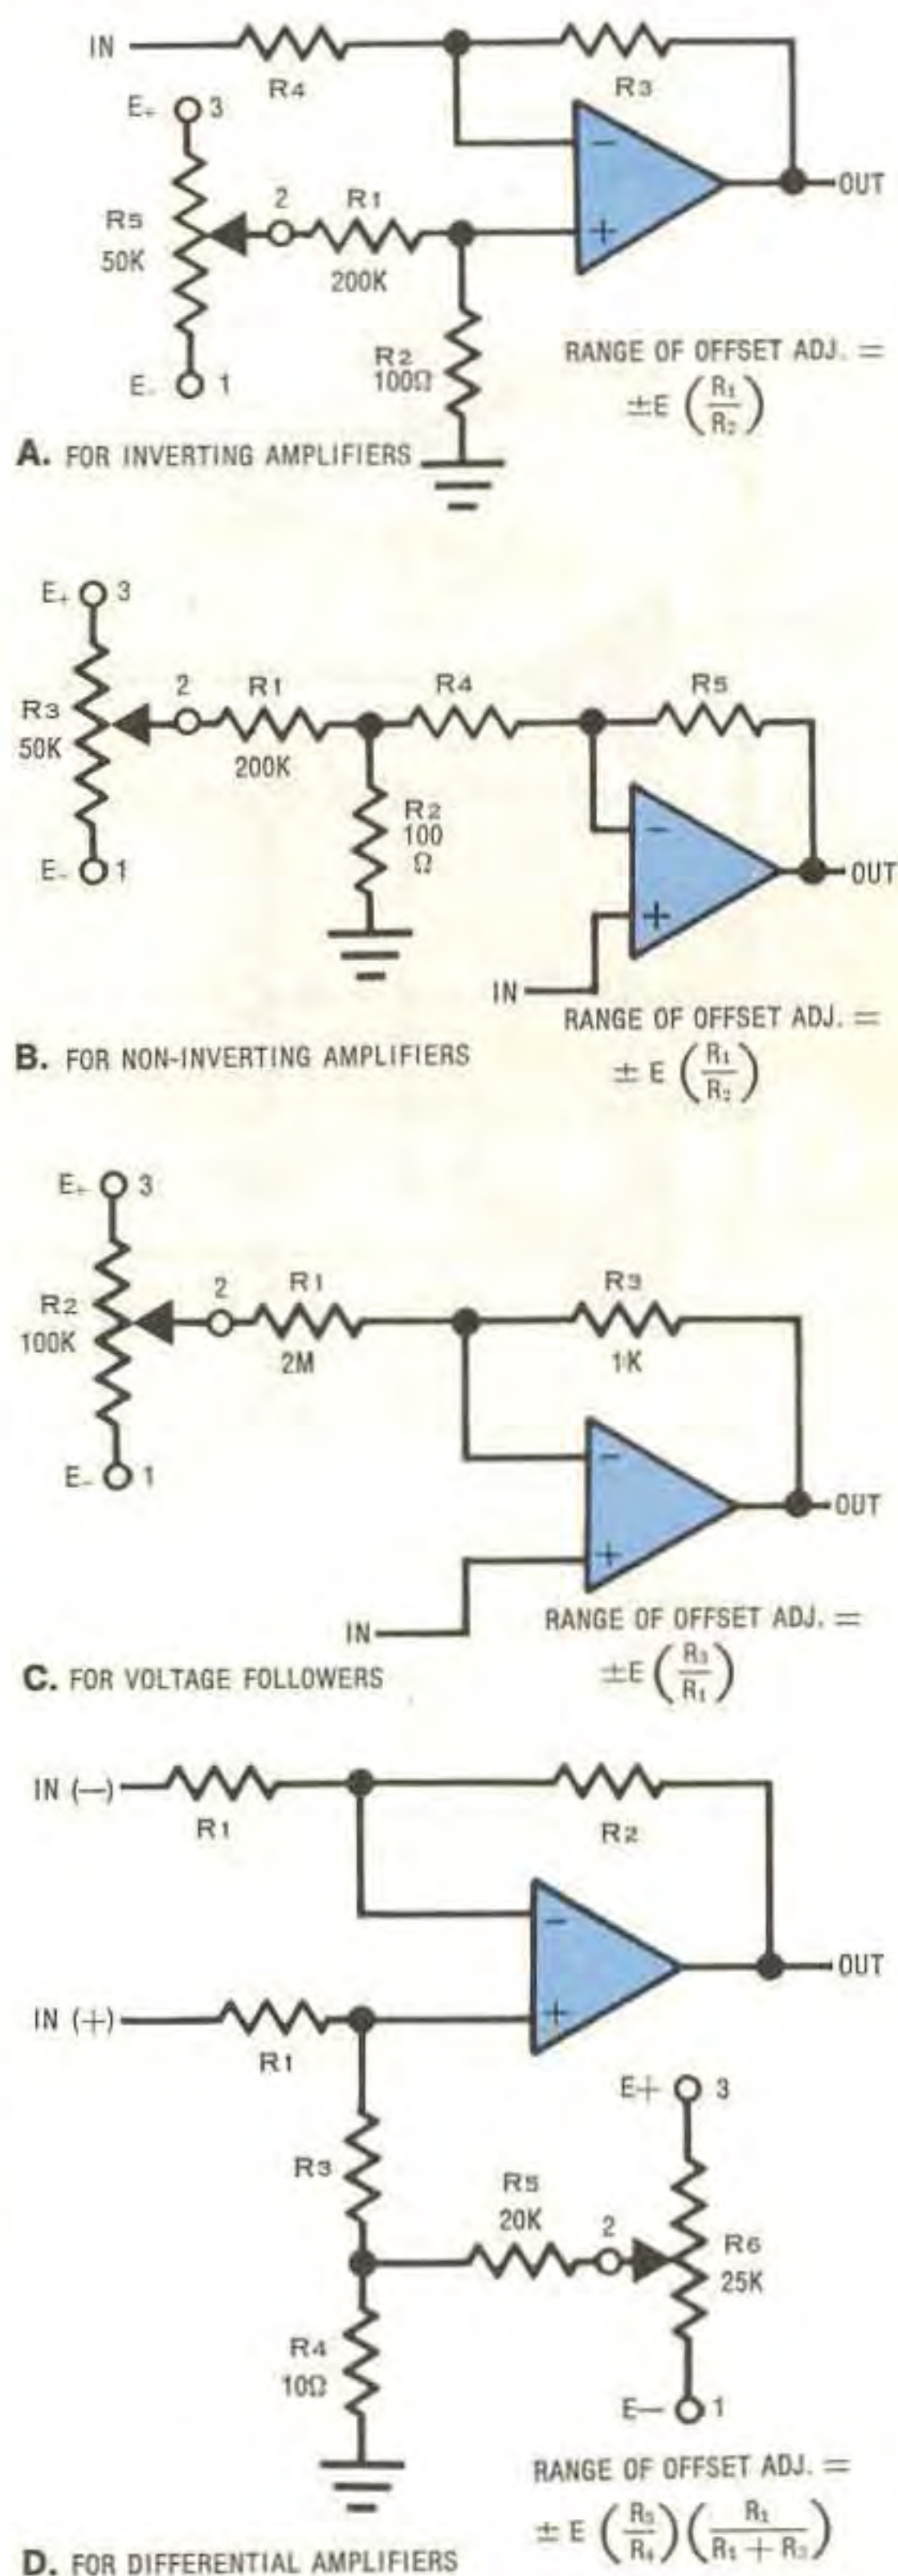 IN
R4
R3
E+ 3
R5
50K
2
R1
200K
−
+
OUT
R2
100Ω
E− 1
RANGE OF OFFSET ADJ. =
±E (R1/R2)
A. FOR INVERTING AMPLIFIERS
E+ 3
R3
50K
2
R1
200K
R4
R5
R2
100
Ω
−
+
OUT
E− 1
IN
RANGE OF OFFSET ADJ. =
± E (R1/R2)
B. FOR NON-INVERTING AMPLIFIERS
E+ 3
R2
100K
2
R1
2M
R3
1K
−
+
OUT
E− 1
IN
RANGE OF OFFSET ADJ. =
±E (R3/R1)
C. FOR VOLTAGE FOLLOWERS
IN (−)
R1
R2
−
+
OUT
IN (+)
R1
E+ 3
R3
R5
20K
2
R6
25K
R4
10Ω
E− 1
RANGE OF OFFSET ADJ. =
± E (R5/R4) (R1/R1 + R3)
D. FOR DIFFERENTIAL AMPLIFIERS